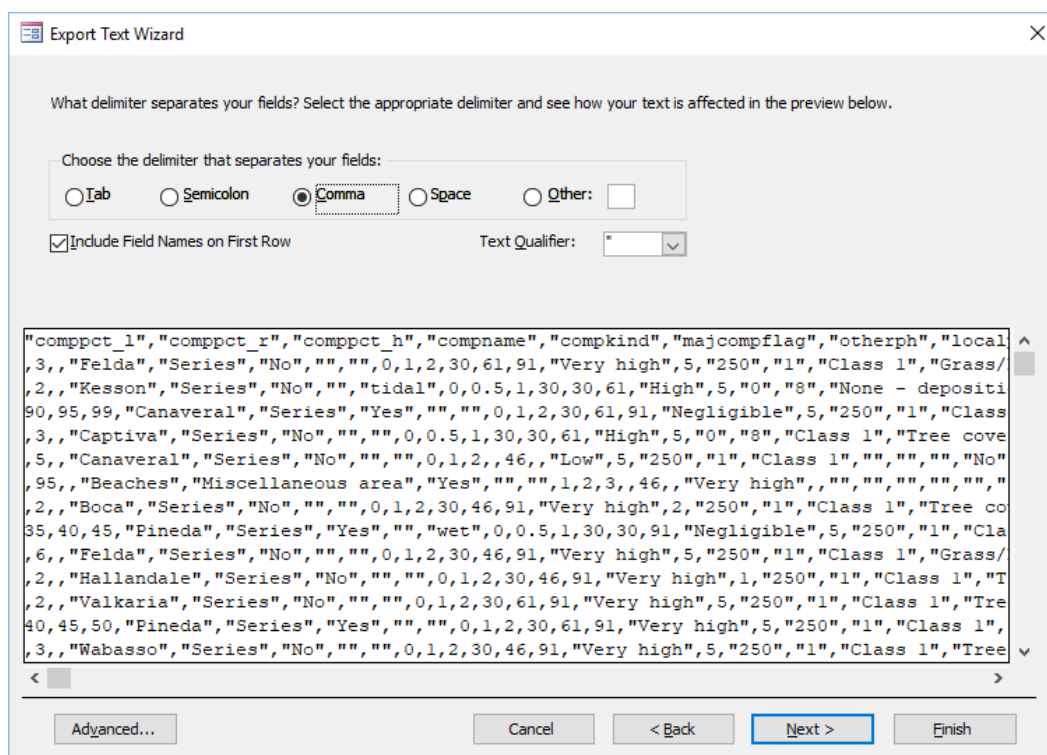 Export Text Wizard
What delimiter separates your fields? Select the appropriate delimiter and see how your text is affected in the preview below.
Choose the delimiter that separates your fields:
Tab Semicolon Comma Space Other:
Include Field Names on First Row Text Qualifier: "
"comppct_l","comppct_r","comppct_h","compname","compkind","majcompflag","otherph","local
,3,,"Felda","Series","No","","",0,1,2,30,61,91,"Very high",5,"250","1","Class 1","Grass/
,2,,"Kesson","Series","No","","tidal",0,0.5,1,30,30,61,"High",5,"0","8","None - depositi
90,95,99,"Canaveral","Series","Yes","","",0,1,2,30,61,91,"Negligible",5,"250","1","Class
,3,,"Captiva","Series","No","","",0,0.5,1,30,30,61,"High",5,"0","8","Class 1","Tree cove
,5,,"Canaveral","Series","No","","",0,1,2,,46,,"Low",5,"250","1","Class 1","","","","No"
,95,,"Beaches","Miscellaneous area","Yes","","",1,2,3,,46,,"Very high",,"","","","","","
,2,,"Boca","Series","No","","",0,1,2,30,46,91,"Very high",2,"250","1","Class 1","Tree co
35,40,45,"Pineda","Series","Yes","","wet",0,0.5,1,30,30,91,"Negligible",5,"250","1","Cla
,6,,"Felda","Series","No","","",0,1,2,30,46,91,"Very high",5,"250","1","Class 1","Grass/
,2,,"Hallandale","Series","No","","",0,1,2,30,46,91,"Very high",1,"250","1","Class 1","T
,2,,"Valkaria","Series","No","","",0,1,2,30,61,91,"Very high",5,"250","1","Class 1","Tre
40,45,50,"Pineda","Series","Yes","","",0,1,2,30,61,91,"Very high",5,"250","1","Class 1",
,3,,"Wabasso","Series","No","","",0,1,2,30,46,91,"Very high",5,"250","1","Class 1","Tree
Advanced... Cancel < Back Next > Finish